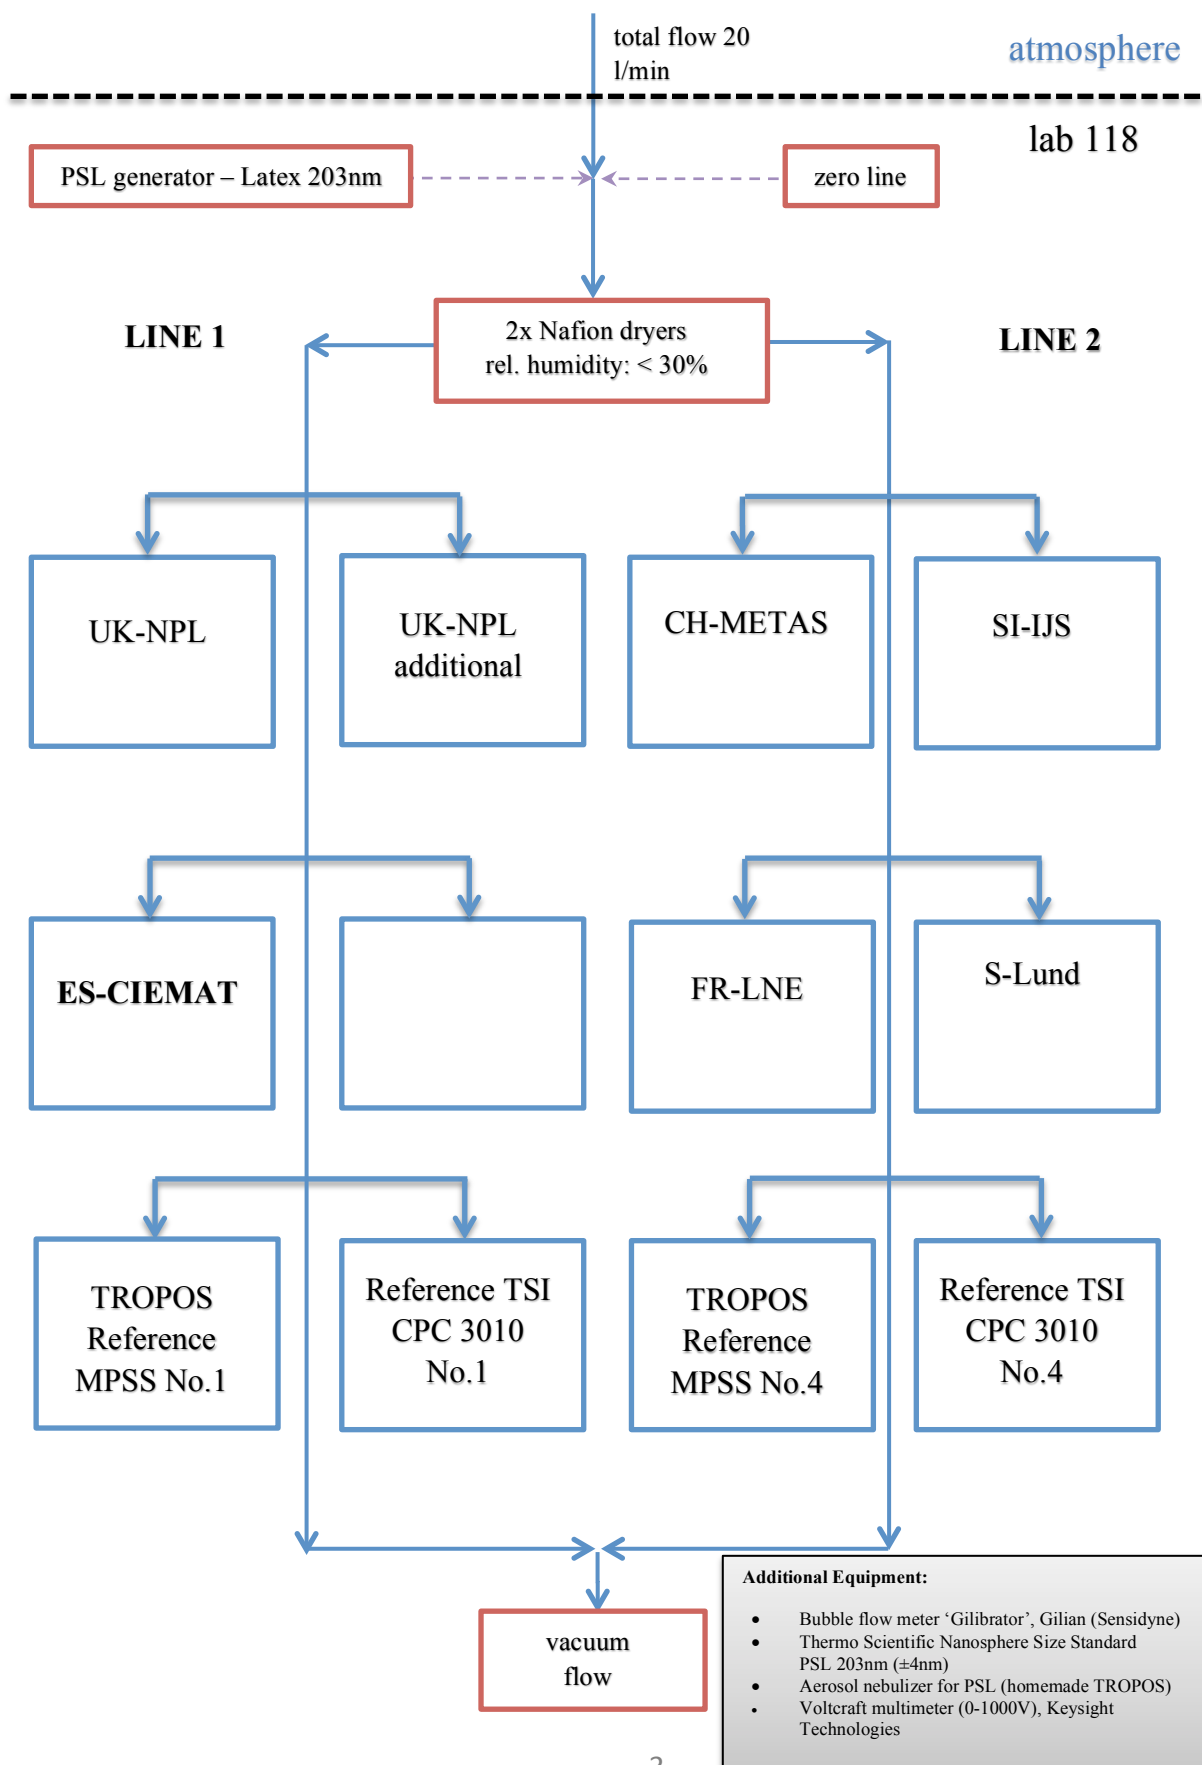 total flow 20
l/min
atmosphere
lab 118
PSL generator – Latex 203nm
zero line
LINE 1
2x Nafion dryers
rel. humidity: < 30%
LINE 2
UK-NPL
UK-NPL
additional
CH-METAS
SI-IJS
ES-CIEMAT
FR-LNE
S-Lund
TROPOS
Reference
MPSS No.1
Reference TSI
CPC 3010
No.1
TROPOS
Reference
MPSS No.4
Reference TSI
CPC 3010
No.4
vacuum
flow
Additional Equipment:
• Bubble flow meter ‘Gilibrator’, Gilian (Sensidyne)
• Thermo Scientific Nanosphere Size Standard
PSL 203nm (±4nm)
• Aerosol nebulizer for PSL (homemade TROPOS)
• Voltcraft multimeter (0-1000V), Keysight
Technologies